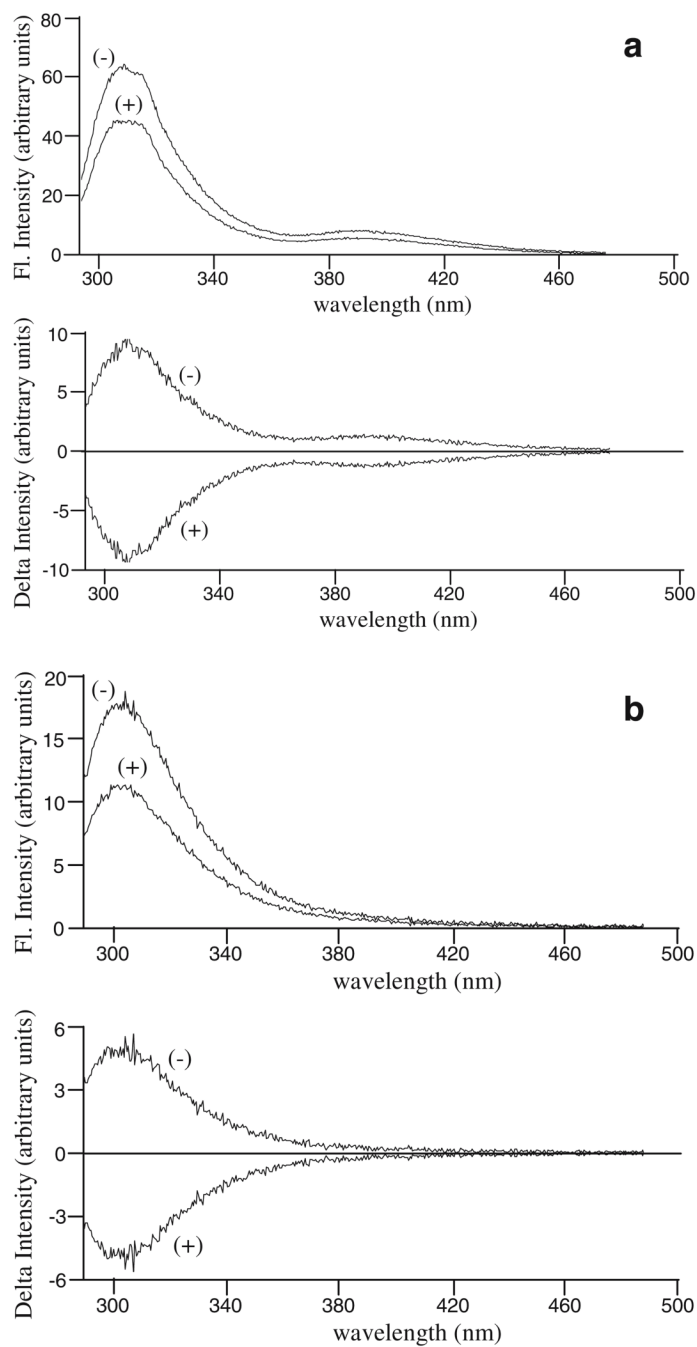 a
Fl. Intensity (arbitrary units)
80
60
40
20
0
(-)
(+)
300 340 380 420 460 500
wavelength (nm)
Delta Intensity (arbitrary units)
10
5
0
-5
-10
(-)
(+)
300 340 380 420 460 500
wavelength (nm)
b
Fl. Intensity (arbitrary units)
20
15
10
5
0
(-)
(+)
300 340 380 420 460 500
wavelength (nm)
Delta Intensity (arbitrary units)
6
3
0
-3
-6
(-)
(+)
300 340 380 420 460 500
wavelength (nm)